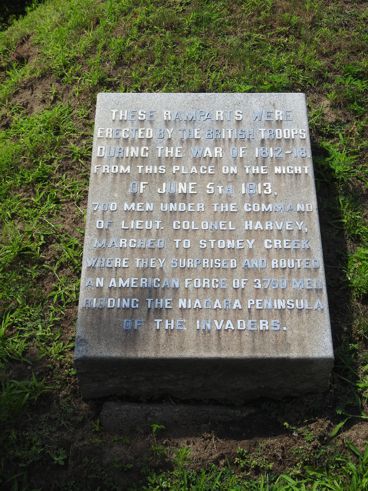 THESE RAMPARTS WERE
ERECTED BY THE BRITISH TROOPS
DURING THE WAR OF 1812-18.
FROM THIS PLACE ON THE NIGHT
OF JUNE 5TH 1913,
700 MEN UNDER THE COMMAND
OF LIEUT. COLONEL HARVEY,
MARCHED TO STONEY CREEK
WHERE THEY SURPRISED AND ROUTED
AN AMERICAN FORCE OF 3750 MEN
RIDDING THE NIAGARA PENINSULA
OF THE INVADERS.